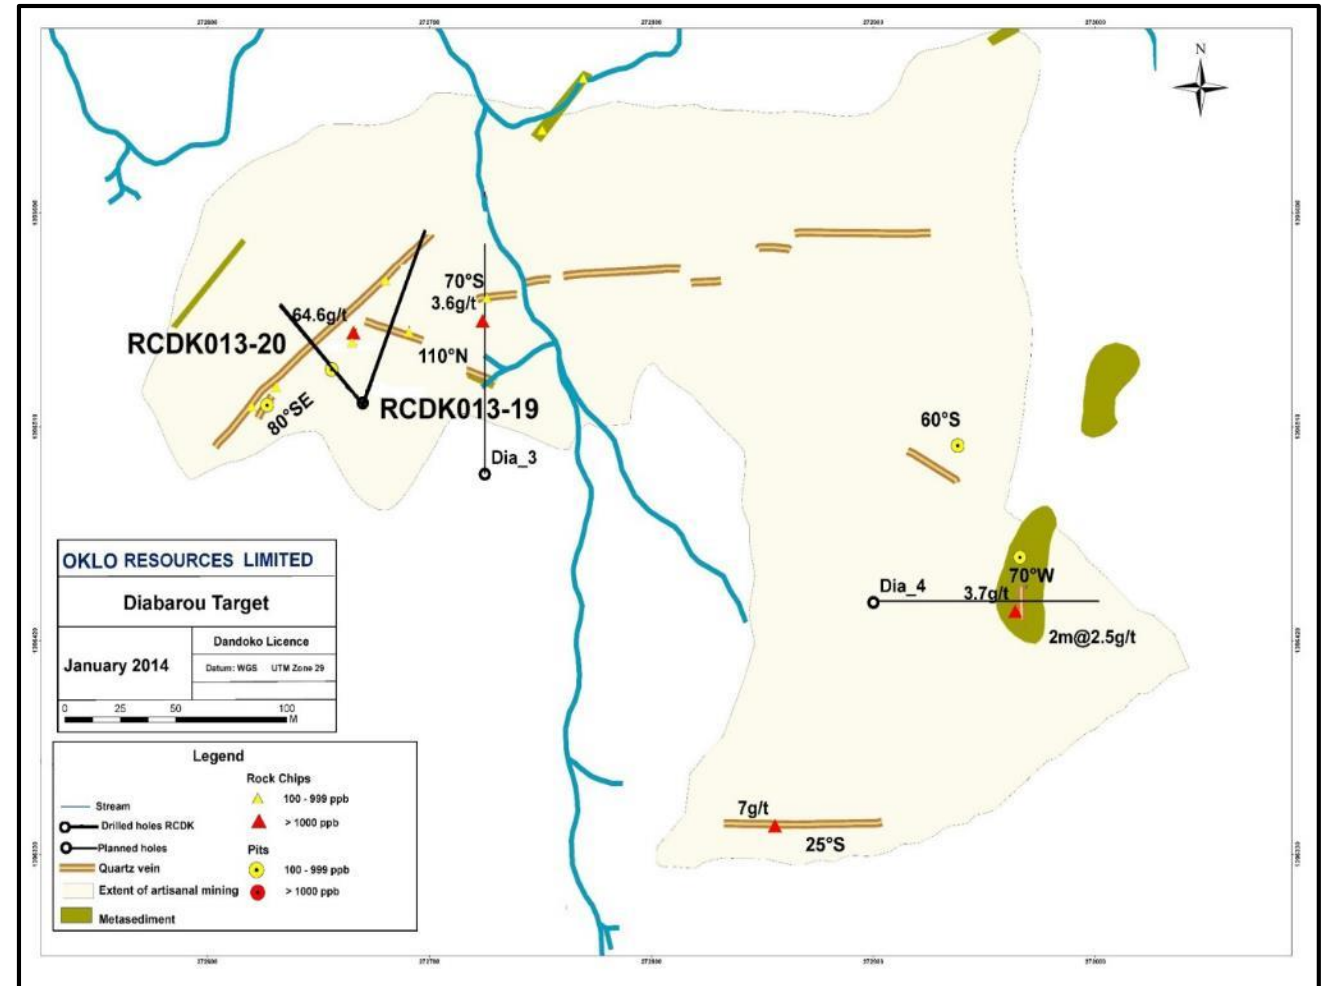 N
70°S
3.6g/t
64.6g/t
RCDK013-20
110°N
80°SE
RCDK013-19
Dia_3
60°S
70°W
Dia_4
3.7g/t
2m@2.5g/t
7g/t
25°S
OKLO RESOURCES LIMITED
Diabarou Target
January 2014
Dandoko Licence
Datum: WGS UTM Zone 29
0 25 50 100
M
Legend
Stream
Drilled holes RCDK
Planned holes
Quartz vein
Extent of artisanal mining
Metasediment
Rock Chips
100 - 999 ppb
> 1000 ppb
Pits
100 - 999 ppb
> 1000 ppb